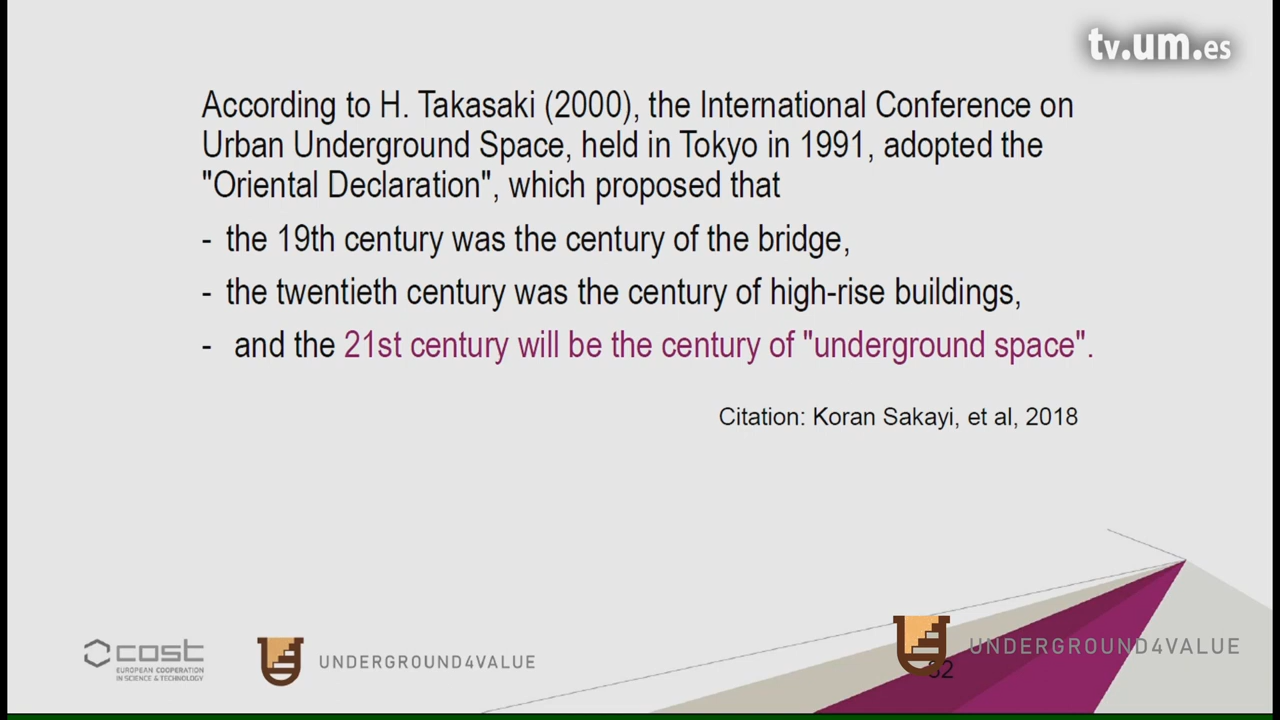 tv.um.es
According to H. Takasaki (2000), the International Conference on
Urban Underground Space, held in Tokyo in 1991, adopted the
"Oriental Declaration", which proposed that
- the 19th century was the century of the bridge,
- the twentieth century was the century of high-rise buildings,
- and the 21st century will be the century of "underground space".
Citation: Koran Sakayi, et al, 2018
cost
EUROPEAN COOPERATION
IN SCIENCE & TECHNOLOGY
UNDERGROUND4VALUE
UNDERGROUND4VALUE